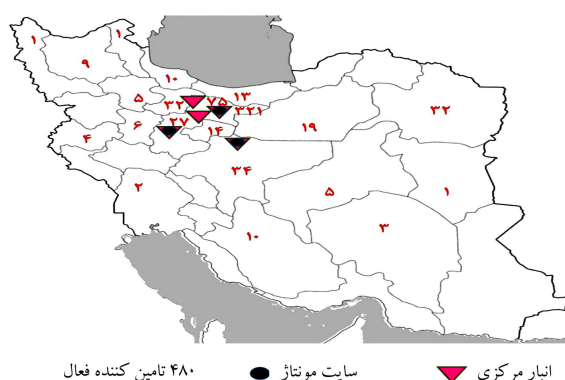 ۱ ۱
۹
۱۰
۵ ۳۲ ۷۵ ۱۳ ۳۲
۴ ۶ ۲۷ ۱۴ ۳۲۱ ۱۹
۲ ۳۴ ۵ ۱
۱۰ ۳
انبار مرکزی سایت مونتاژ ۴۸۰ تامین کننده فعال